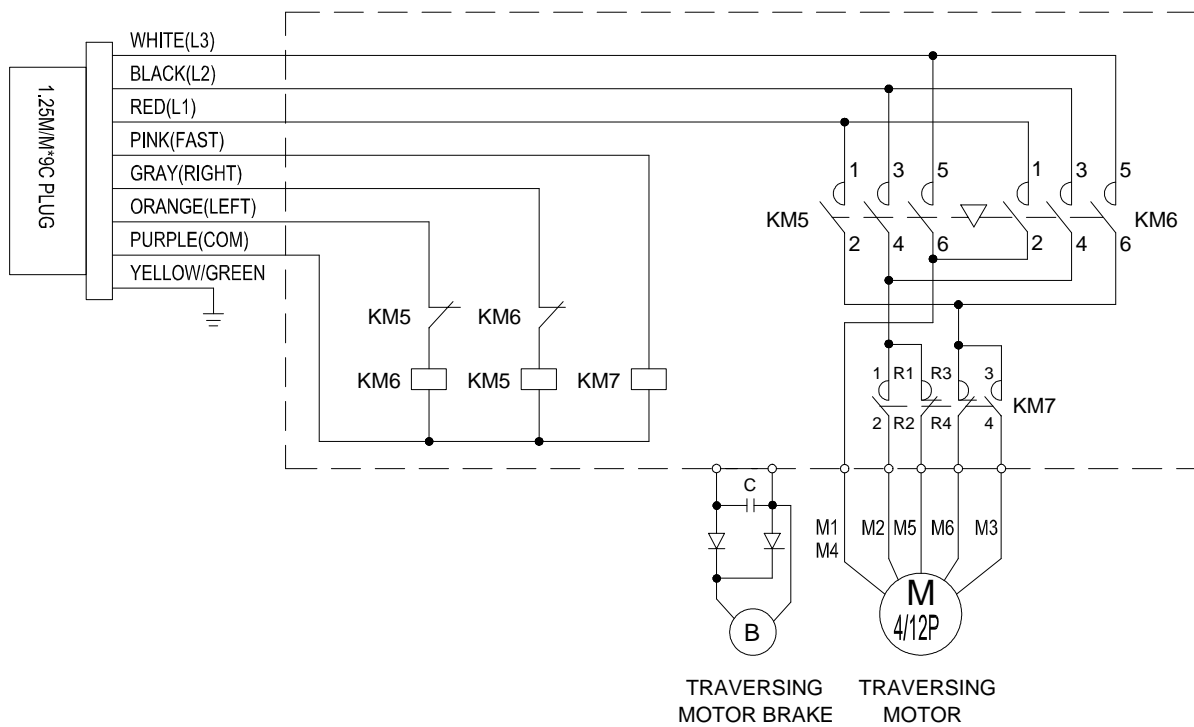 1.25M/M*9C PLUG
WHITE(L3)
BLACK(L2)
RED(L1)
PINK(FAST)
GRAY(RIGHT)
ORANGE(LEFT)
PURPLE(COM)
YELLOW/GREEN
1 3 5 1 3 5
KM5 KM6
2 4 6 2 4 6
KM5 KM6
KM6 KM5 KM7
1 R1 R3 3
KM7
2 R2 R4 4
C
M1 M2 M5 M6 M3
M4
B
M
4/12P
TRAVERSING
MOTOR BRAKE
TRAVERSING
MOTOR